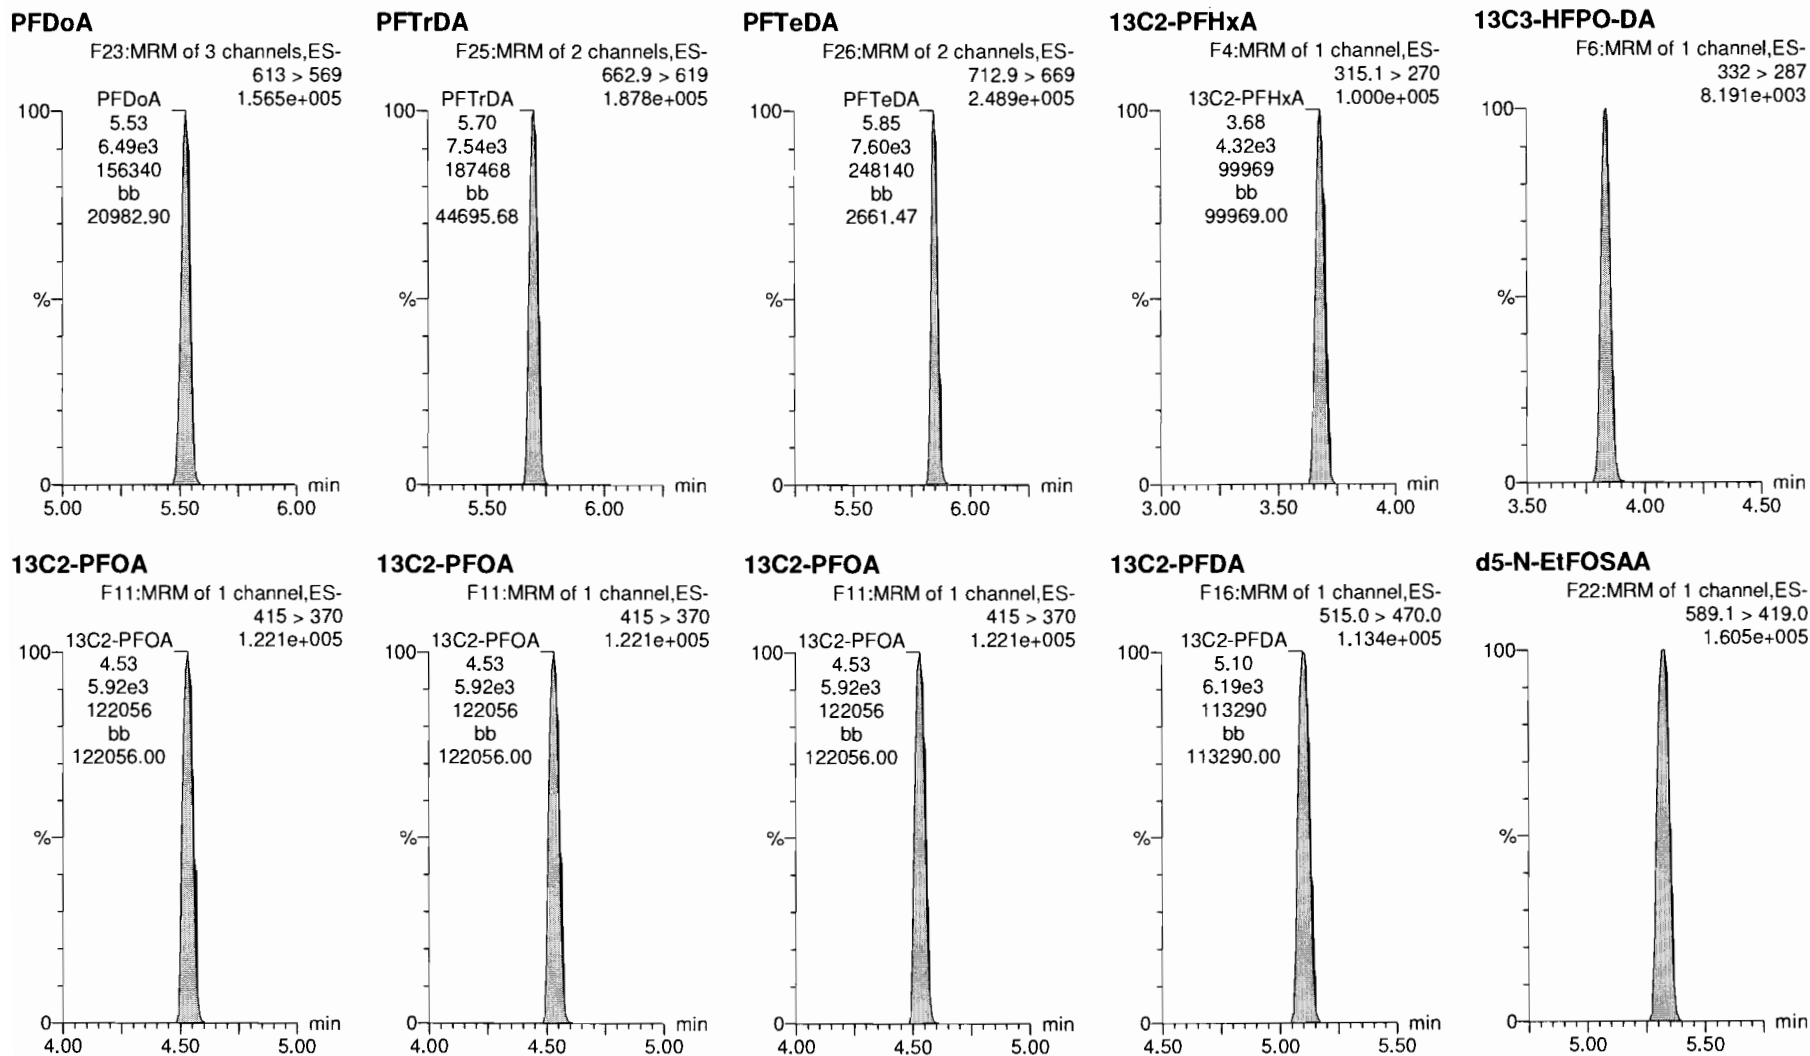 PFDoA
F23:MRM of 3 channels,ES-
613 > 569
1.565e+005
PFDoA
5.53
6.49e3
156340
bb
20982.90
100
%
0
5.00 5.50 6.00 min
PFTrDA
F25:MRM of 2 channels,ES-
662.9 > 619
1.878e+005
PFTrDA
5.70
7.54e3
187468
bb
44695.68
100
%
0
5.50 6.00 min
PFTeDA
F26:MRM of 2 channels,ES-
712.9 > 669
2.489e+005
PFTeDA
5.85
7.60e3
248140
bb
2661.47
100
%
0
5.50 6.00 min
13C2-PFHxA
F4:MRM of 1 channel,ES-
315.1 > 270
1.000e+005
13C2-PFHxA
3.68
4.32e3
99969
bb
99969.00
100
%
0
3.00 3.50 4.00 min
13C3-HFPO-DA
F6:MRM of 1 channel,ES-
332 > 287
8.191e+003
100
%
0
3.50 4.00 4.50 min
13C2-PFOA
F11:MRM of 1 channel,ES-
415 > 370
1.221e+005
13C2-PFOA
4.53
5.92e3
122056
bb
122056.00
100
%
0
4.00 4.50 5.00 min
13C2-PFOA
F11:MRM of 1 channel,ES-
415 > 370
1.221e+005
13C2-PFOA
4.53
5.92e3
122056
bb
122056.00
100
%
0
4.00 4.50 5.00 min
13C2-PFOA
F11:MRM of 1 channel,ES-
415 > 370
1.221e+005
13C2-PFOA
4.53
5.92e3
122056
bb
122056.00
100
%
0
4.00 4.50 5.00 min
13C2-PFDA
F16:MRM of 1 channel,ES-
515.0 > 470.0
1.134e+005
13C2-PFDA
5.10
6.19e3
113290
bb
113290.00
100
%
0
4.50 5.00 5.50 min
d5-N-EtFOSAA
F22:MRM of 1 channel,ES-
589.1 > 419.0
1.605e+005
100
%
0
5.00 5.50 min